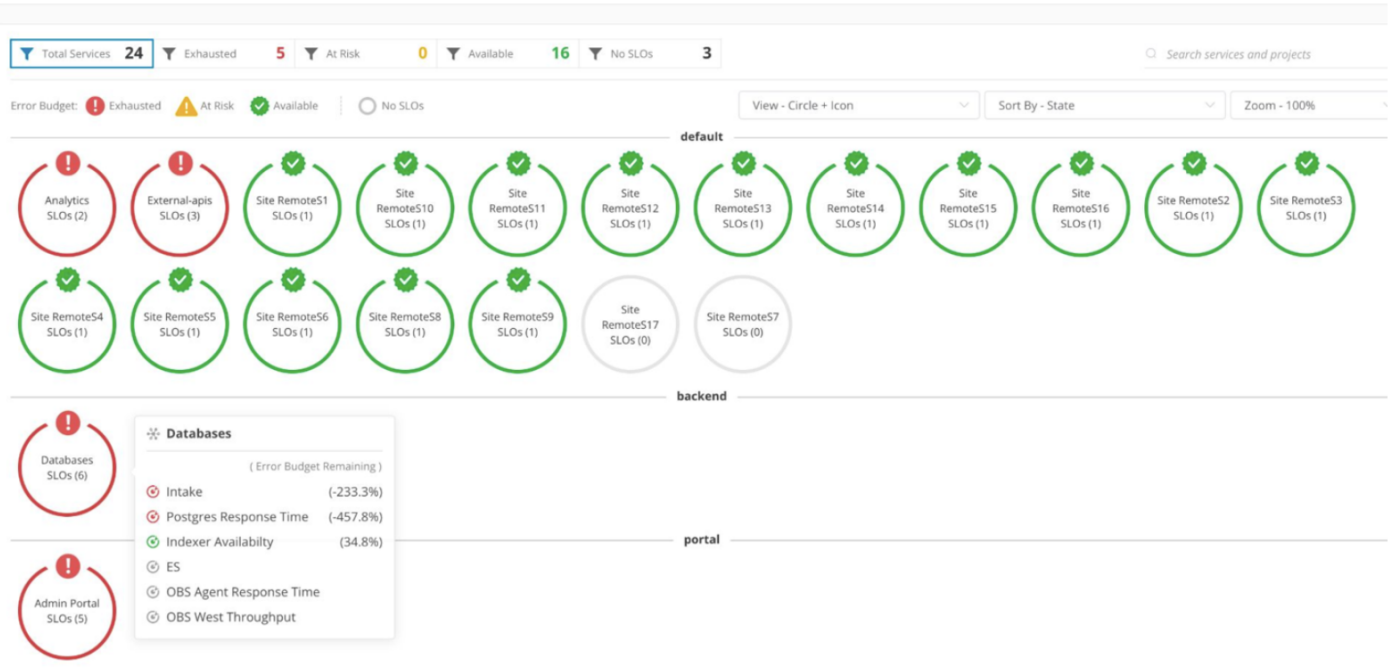 Total Services 24 Exhausted 5 At Risk 0 Available 16 No SLOs 3 Search services and projects
Error Budget: Exhausted At Risk Available No SLOs View - Circle + Icon Sort By - State Zoom - 100%
default
Analytics
SLOs (2)
External-apis
SLOs (3)
Site RemoteS1
SLOs (1)
Site
RemoteS10
SLOs (1)
Site
RemoteS11
SLOs (1)
Site
RemoteS12
SLOs (1)
Site
RemoteS13
SLOs (1)
Site
RemoteS14
SLOs (1)
Site
RemoteS15
SLOs (1)
Site
RemoteS16
SLOs (1)
Site RemoteS2
SLOs (1)
Site RemoteS3
SLOs (1)
Site RemoteS4
SLOs (1)
Site RemoteS5
SLOs (1)
Site RemoteS6
SLOs (1)
Site RemoteS8
SLOs (1)
Site RemoteS9
SLOs (1)
Site
RemoteS17
SLOs (0)
Site RemoteS7
SLOs (0)
backend
Databases
SLOs (6)
Databases
( Error Budget Remaining )
Intake (-233.3%)
Postgres Response Time (-457.8%)
Indexer Availabilty (34.8%)
ES
OBS Agent Response Time
OBS West Throughput
portal
Admin Portal
SLOs (5)